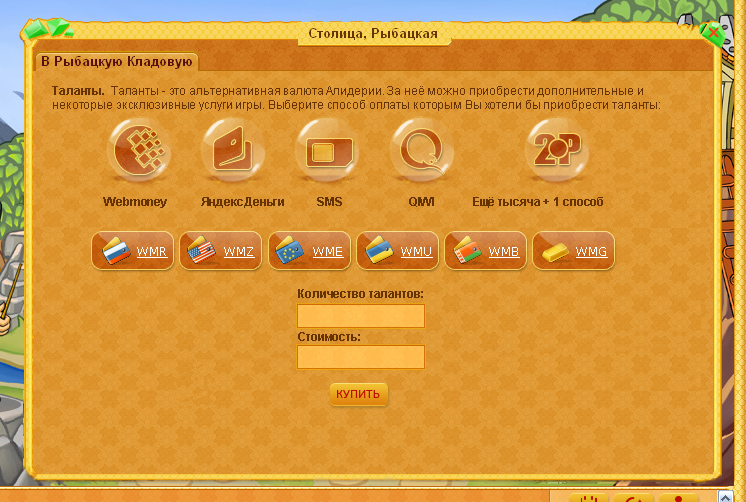 Столица, Рыбацкая
В Рыбацкую Кладовую
Таланты. Таланты - это альтернативная валюта Алидерии. За неё можно приобрести дополнительные и
некоторые эксклюзивные услуги игры. Выберите способ оплаты которым Вы хотели бы приобрести таланты:
2P
Webmoney ЯндексДеньги SMS QIWI Ещё тысяча + 1 способ
WMR WMZ WME WMU WMB WMG
Количество талантов:
Стоимость:
КУПИТЬ